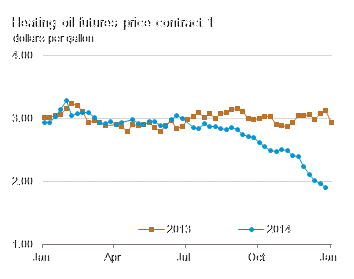 Heating oil futures price contract 1
dollars per gallon
4.00
3.00
2.00
1.00
Jan Apr Jul Oct Jan
2013 2014